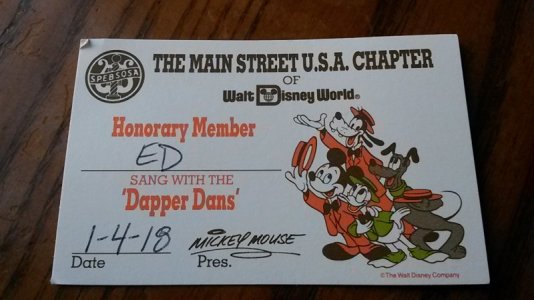 SPEBSQSA
THE MAIN STREET U.S.A. CHAPTER
OF
Walt Disney World®
Honorary Member
ED
SANG WITH THE
'Dapper Dans'
1-4-18 MICKEY MOUSE
Date Pres.
© The Walt Disney Company